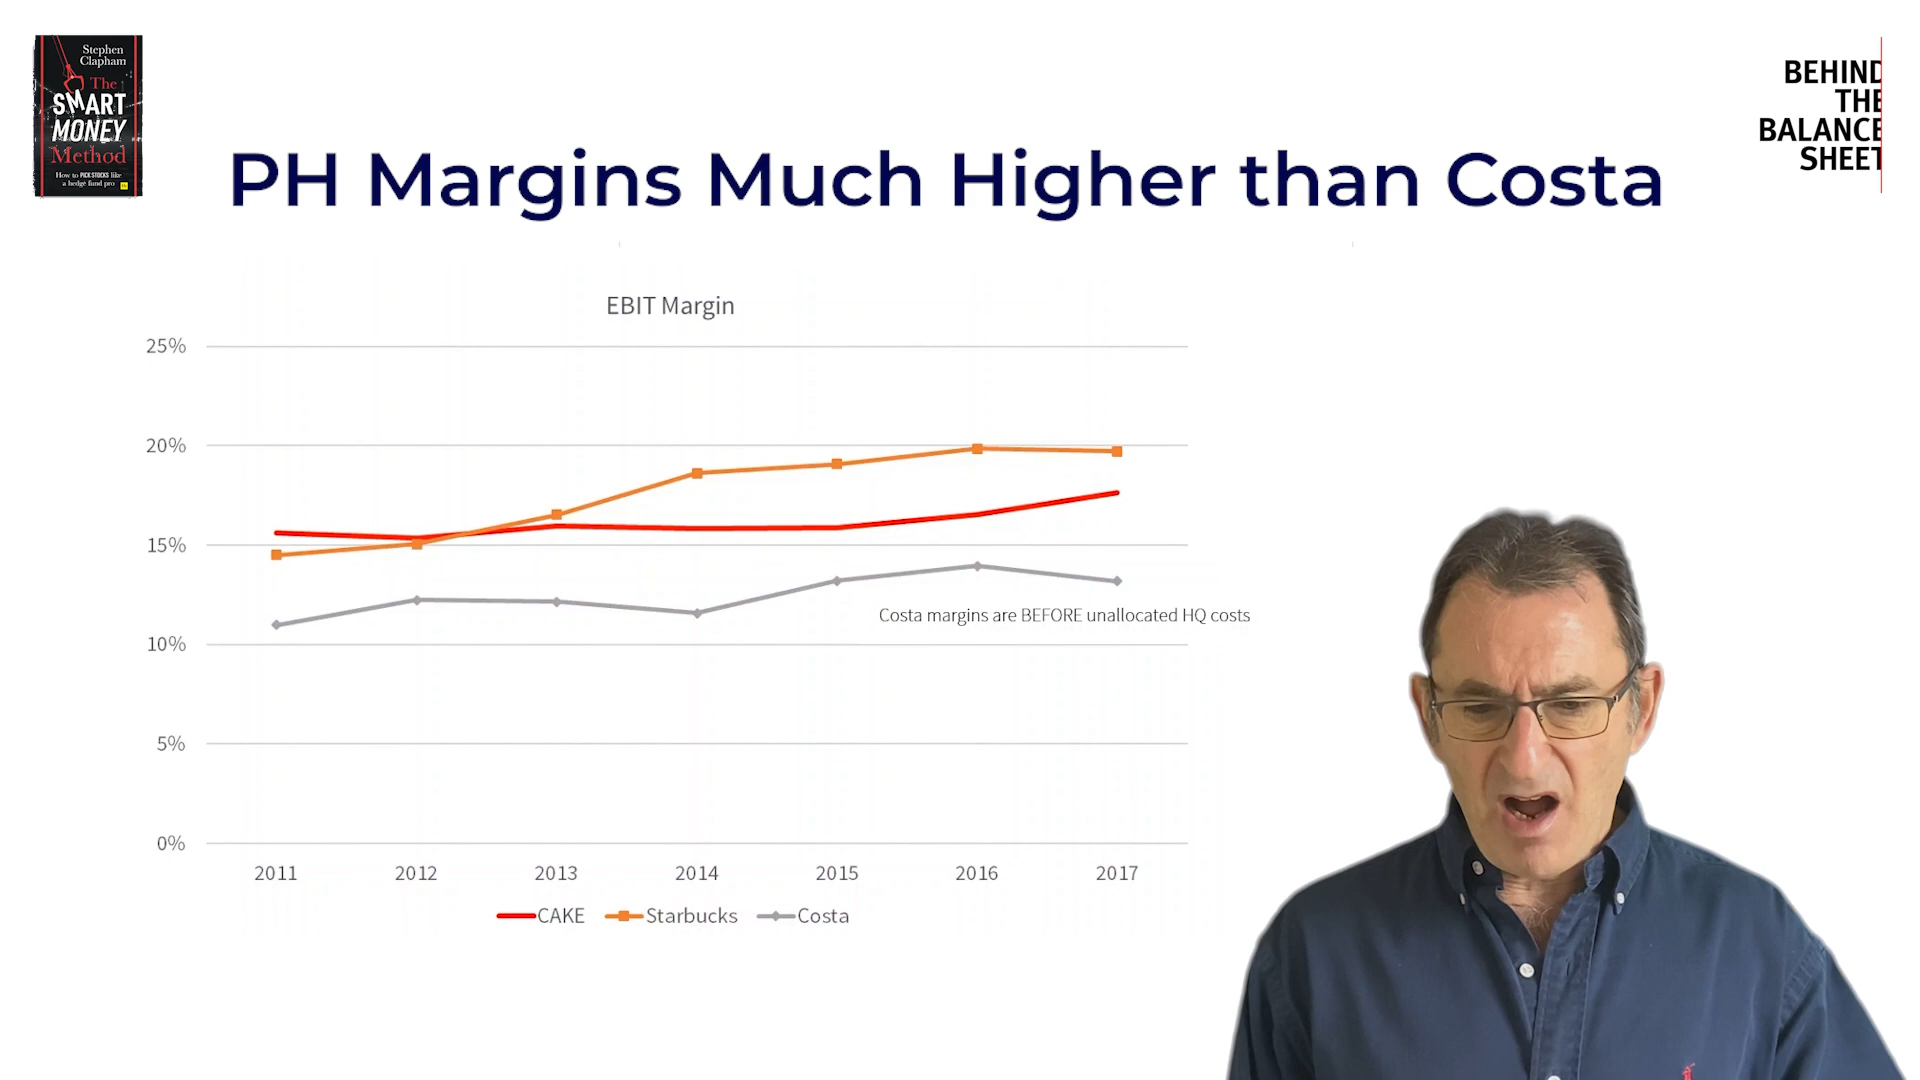 Stephen
Clapham
The
SMART
MONEY
Method
How to PICK STOCKS like
a hedge fund pro
BEHIND
THE
BALANCE
SHEET
PH Margins Much Higher than Costa
EBIT Margin
25%
20%
15%
10%
5%
0%
Costa margins are BEFORE unallocated HQ costs
2011 2012 2013 2014 2015 2016 2017
CAKE Starbucks Costa